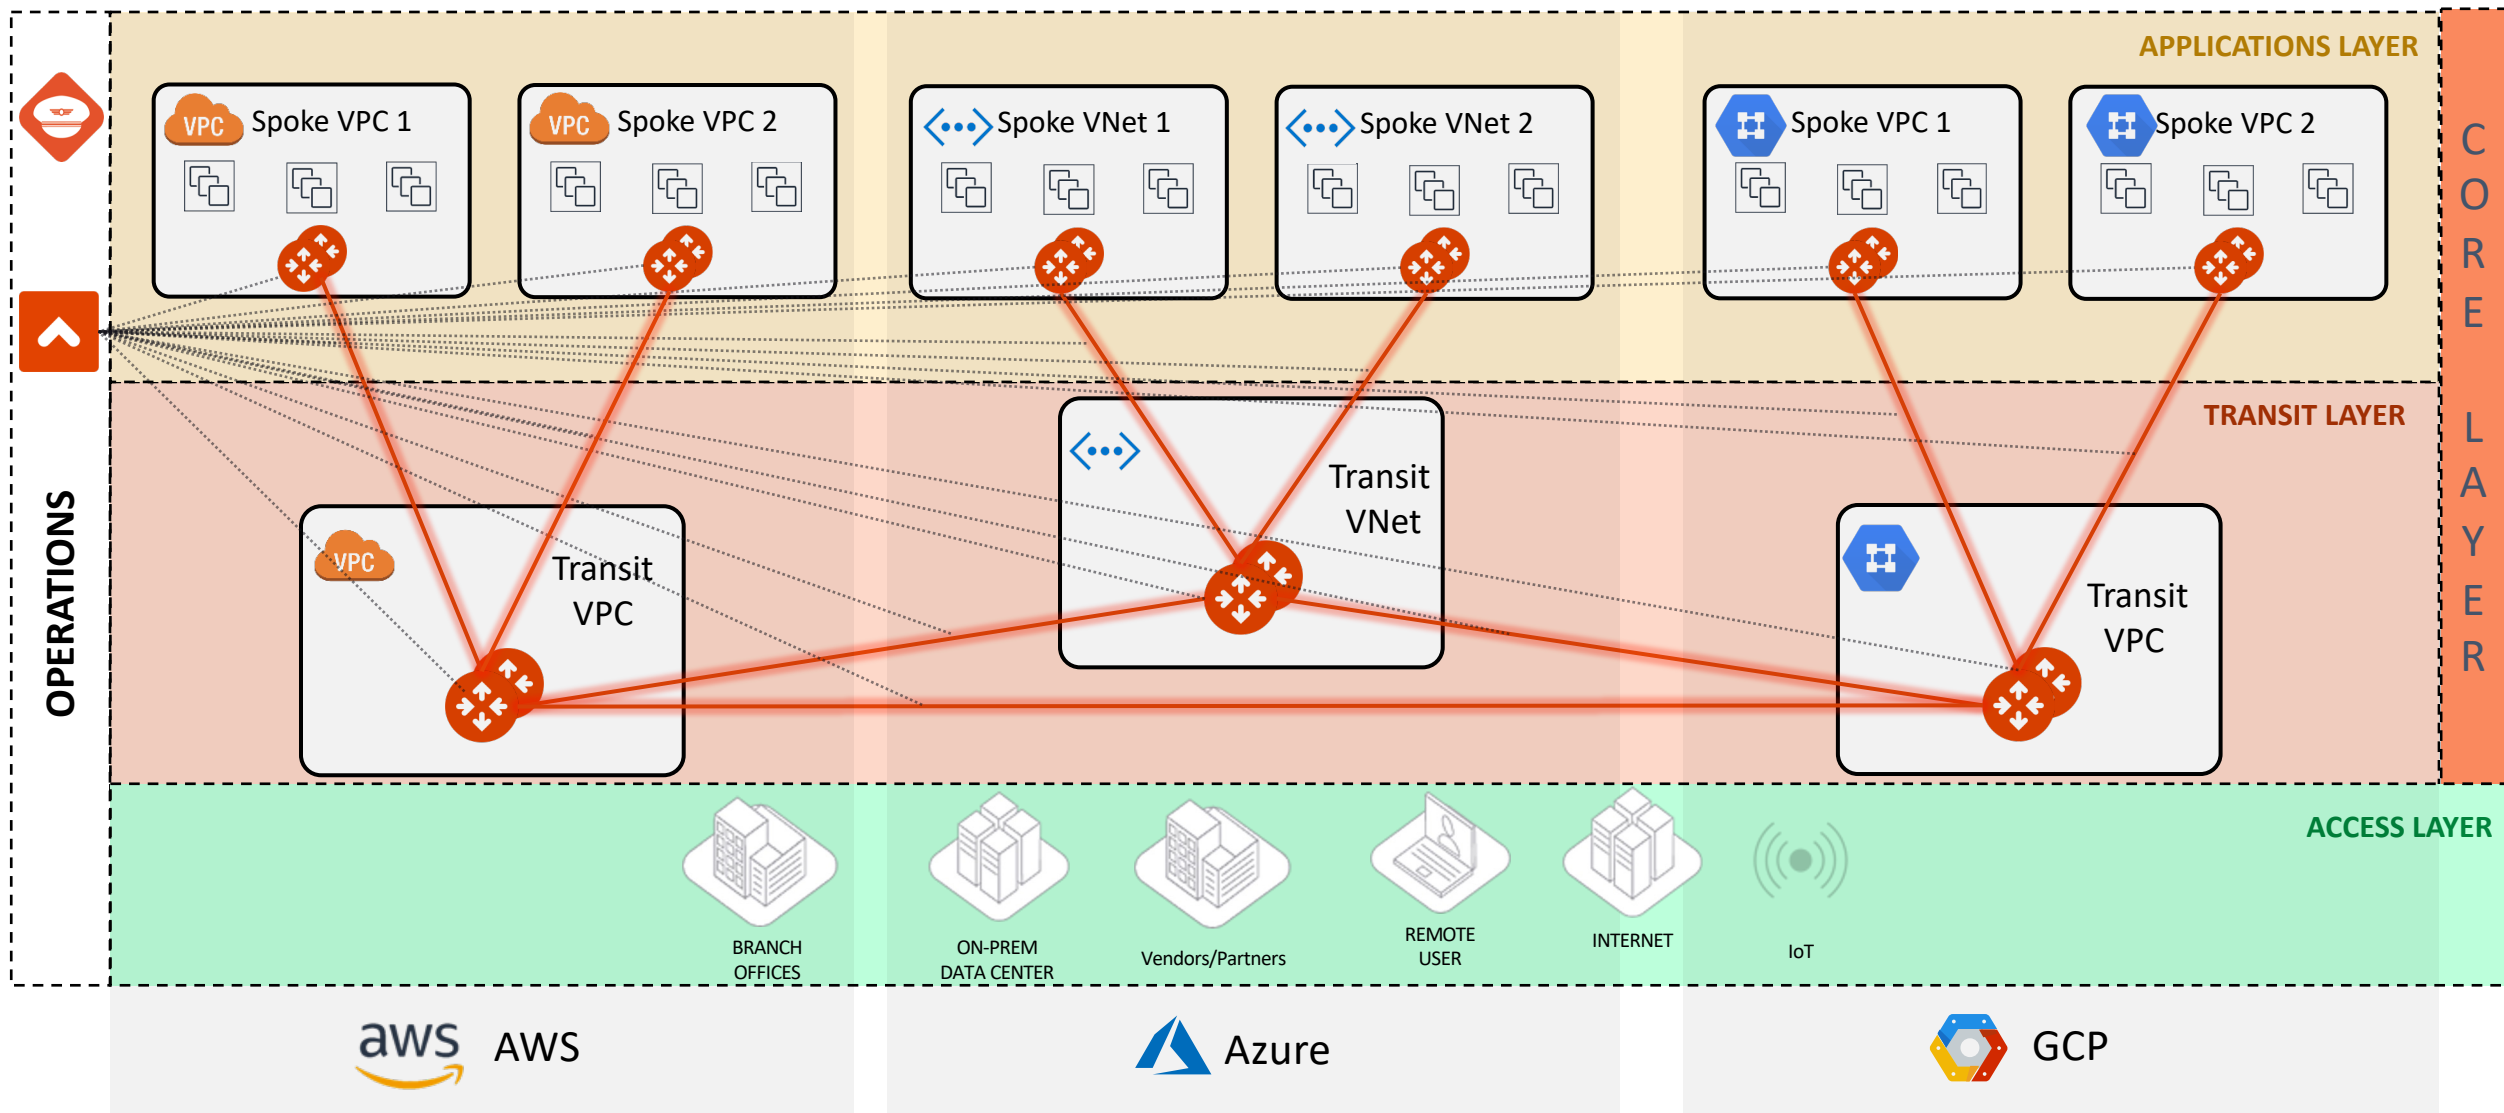 APPLICATIONS LAYER
VPC
Spoke VPC 1
VPC
Spoke VPC 2
Spoke VNet 1
Spoke VNet 2
Spoke VPC 1
Spoke VPC 2
CORE LAYER
OPERATIONS
TRANSIT LAYER
Transit
VNet
VPC
Transit
VPC
Transit
VPC
ACCESS LAYER
BRANCH
OFFICES
ON-PREM
DATA CENTER
Vendors/Partners
REMOTE
USER
INTERNET
IoT
aws
AWS
Azure
GCP